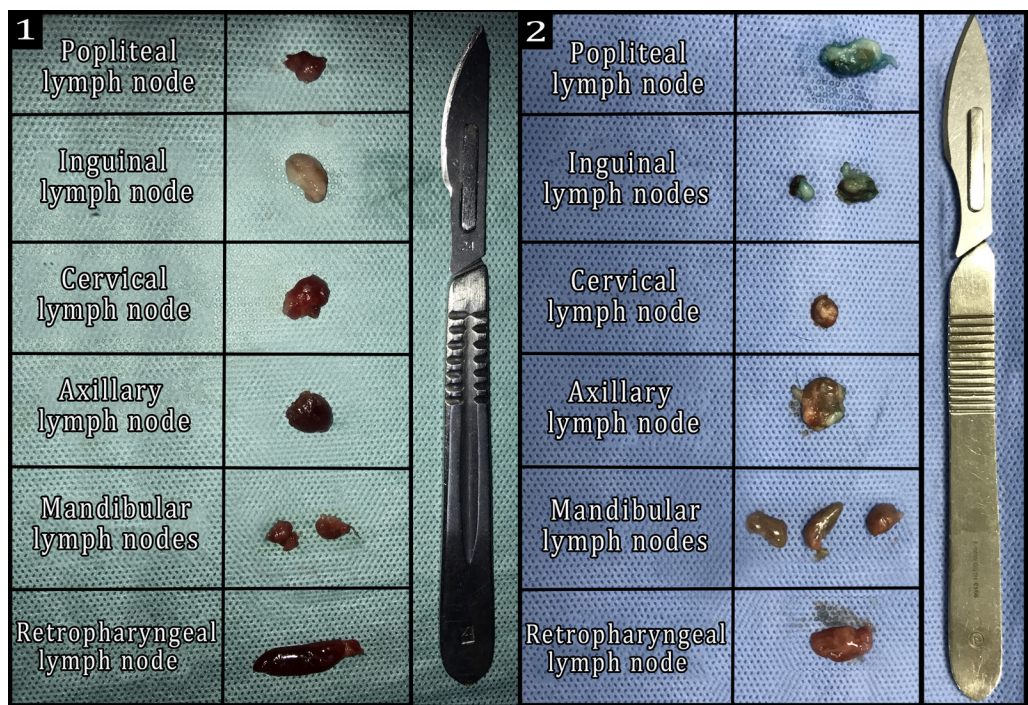 1
Popliteal
lymph node
Inguinal
lymph node
Cervical
lymph node
Axillary
lymph node
Mandibular
lymph nodes
Retropharyngeal
lymph node
24
4
2
Popliteal
lymph node
Inguinal
lymph nodes
Cervical
lymph node
Axillary
lymph node
Mandibular
lymph nodes
Retropharyngeal
lymph node